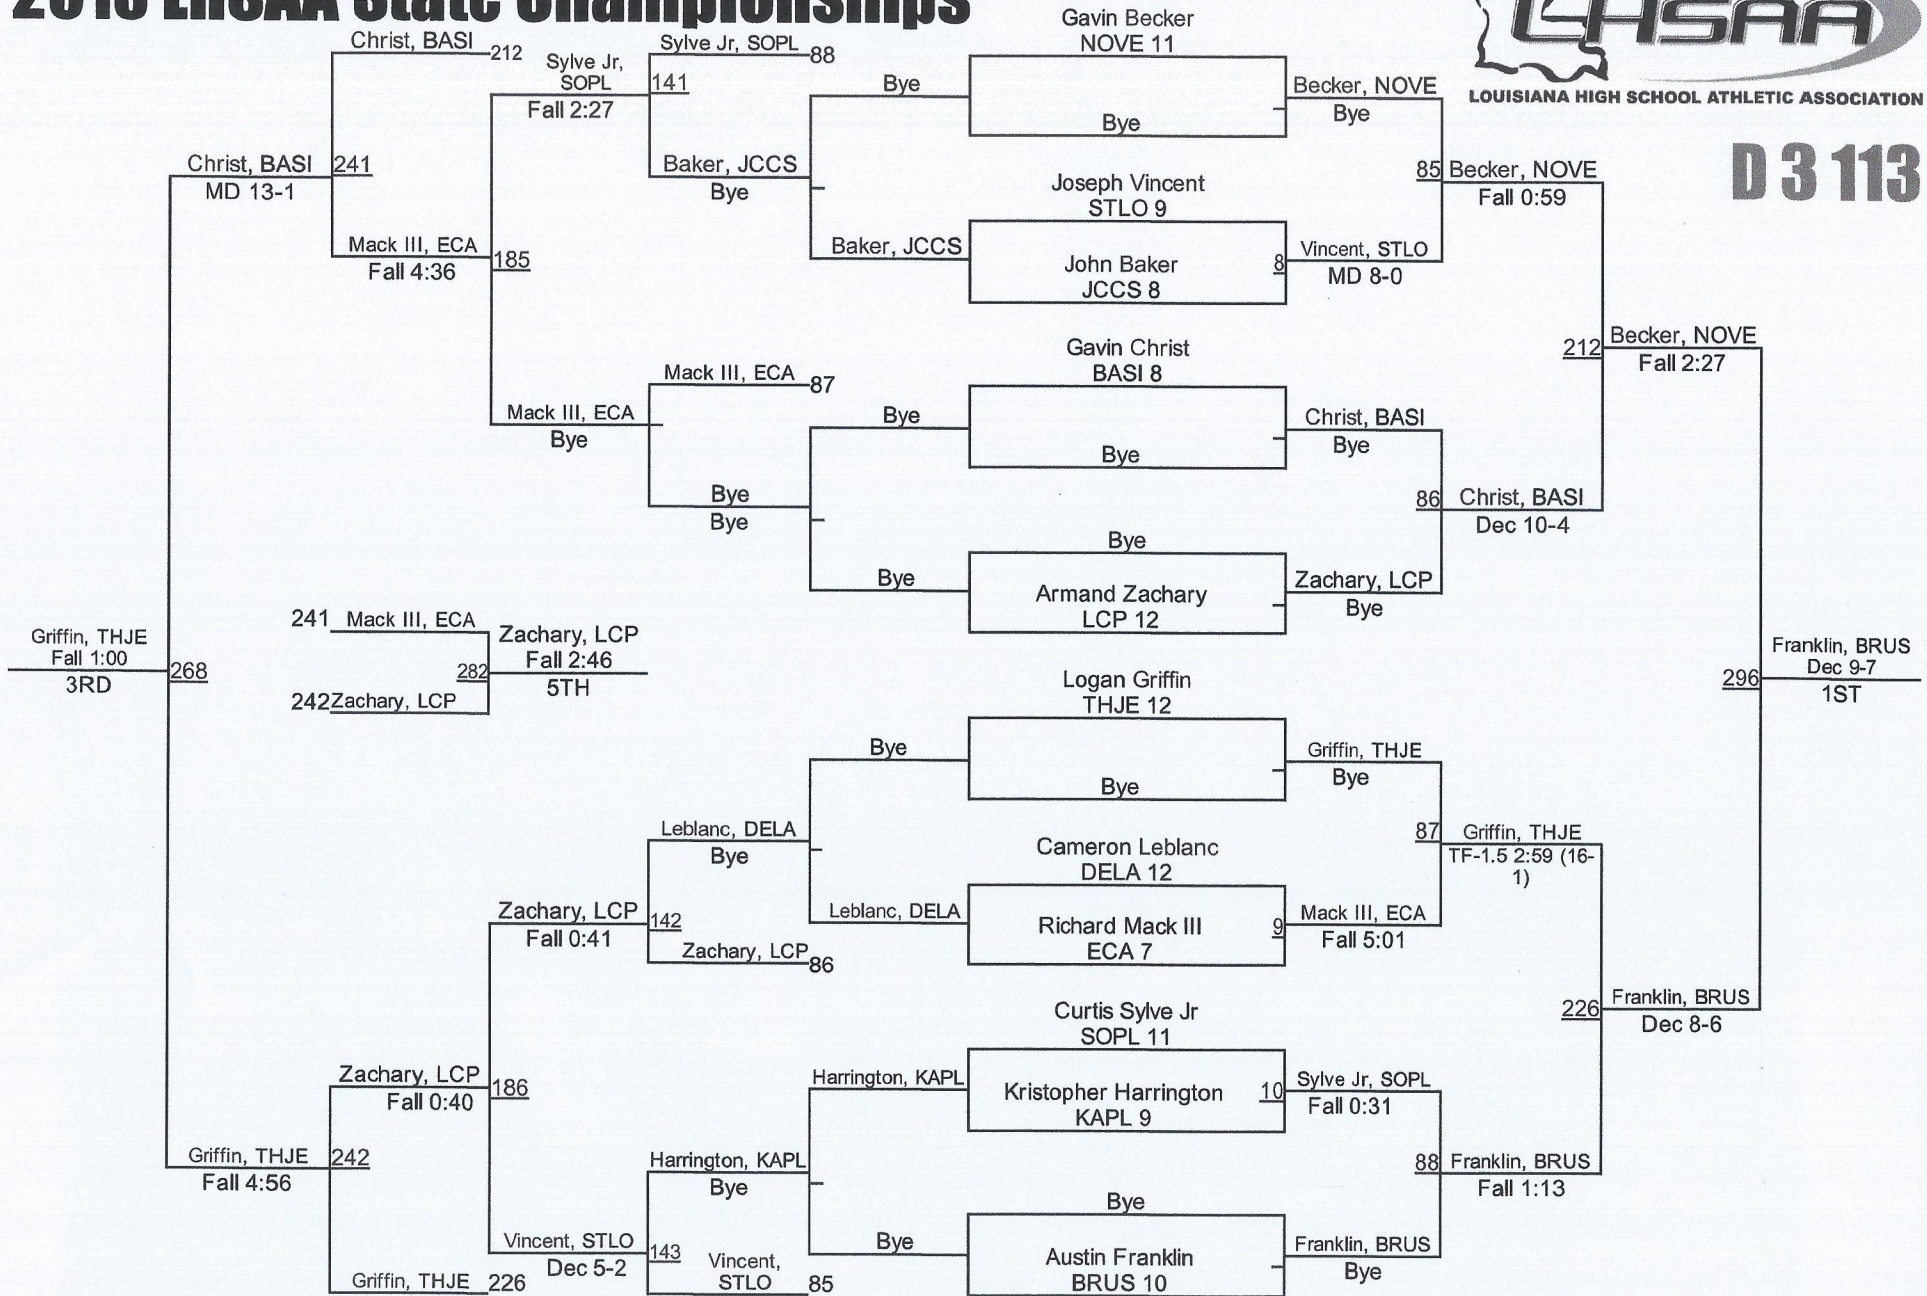 LHSAA State Championships
LHSAA
LOUISIANA HIGH SCHOOL ATHLETIC ASSOCIATION
D 3 113
Christ, BASI 212
Christ, BASI 241
MD 13-1
Mack III, ECA
Fall 4:36
185
Sylve Jr,
SOPL
Fall 2:27
141
Sylve Jr, SOPL 88
Baker, JCCS
Bye
Bye
Baker, JCCS
Mack III, ECA
Bye
Mack III, ECA 87
Bye
Bye
Bye
Bye
Griffin, THJE
Fall 1:00
3RD
268
241 Mack III, ECA
242 Zachary, LCP
282
Zachary, LCP
Fall 2:46
5TH
Bye
Leblanc, DELA
Bye
Leblanc, DELA
Zachary, LCP
Fall 0:41
142
Zachary, LCP 86
Zachary, LCP
Fall 0:40
186
Griffin, THJE 242
Fall 4:56
Griffin, THJE 226
Harrington, KAPL
Harrington, KAPL
Bye
Vincent, STLO
Dec 5-2
143
Vincent,
STLO 85
Bye
Gavin Becker
NOVE 11
Bye
Joseph Vincent
STLO 9
John Baker
JCCS 8
8
Gavin Christ
BASI 8
Bye
Bye
Armand Zachary
LCP 12
Logan Griffin
THJE 12
Bye
Cameron Leblanc
DELA 12
Richard Mack III
ECA 7
9
Curtis Sylve Jr
SOPL 11
Kristopher Harrington
KAPL 9
10
Bye
Austin Franklin
BRUS 10
Becker, NOVE
Bye
85 Becker, NOVE
Fall 0:59
Vincent, STLO
MD 8-0
Christ, BASI
Bye
86 Christ, BASI
Dec 10-4
Zachary, LCP
Bye
212 Becker, NOVE
Fall 2:27
Griffin, THJE
Bye
87 Griffin, THJE
TF-1.5 2:59 (16-
1)
Mack III, ECA
Fall 5:01
Sylve Jr, SOPL
Fall 0:31
88 Franklin, BRUS
Fall 1:13
Franklin, BRUS
Bye
226 Franklin, BRUS
Dec 8-6
296
Franklin, BRUS
Dec 9-7
1ST